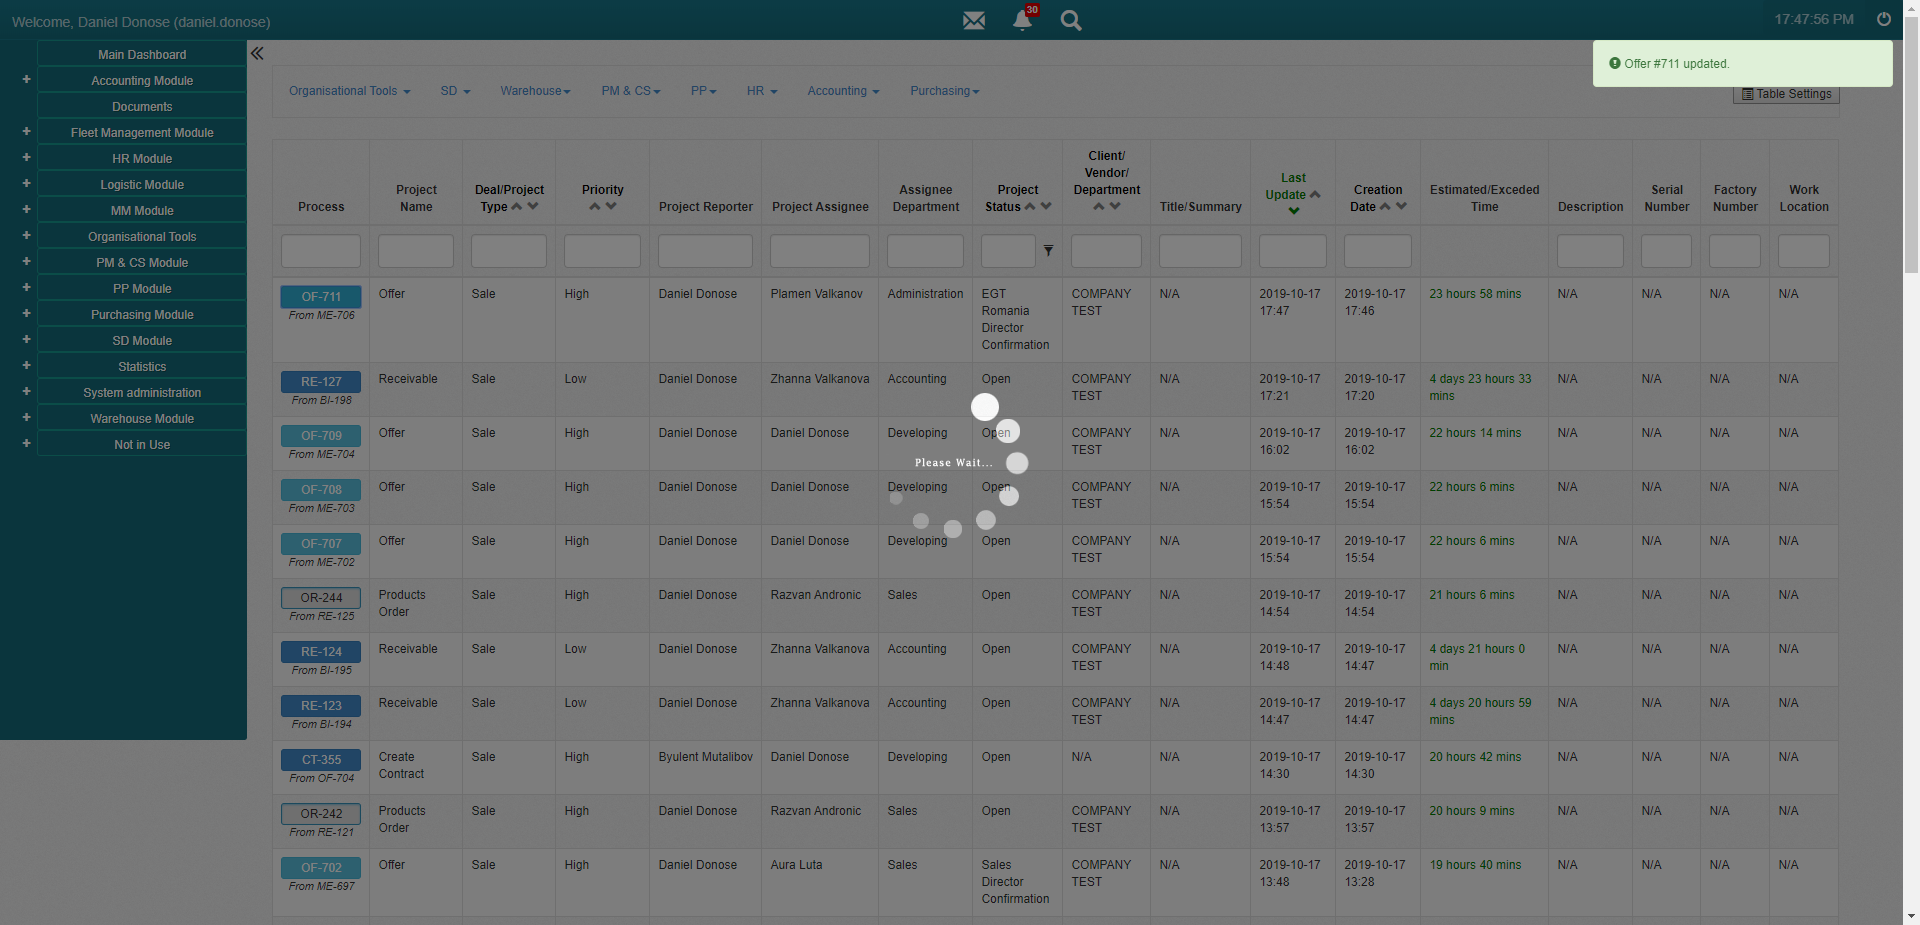 Welcome, Daniel Donose (daniel.donose)
30
17:47:56 PM
Offer #711 updated.
Main Dashboard
Accounting Module
Documents
Fleet Management Module
HR Module
Logistic Module
MM Module
Organisational Tools
PM & CS Module
PP Module
Purchasing Module
SD Module
Statistics
System administration
Warehouse Module
Not in Use
Organisational Tools SD Warehouse PM & CS PP HR Accounting Purchasing
Table Settings
Process
Project Name
Deal/Project Type
Priority
Project Reporter
Project Assignee
Assignee Department
Project Status
Client/ Vendor/ Department
Title/Summary
Last Update
Creation Date
Estimated/Exceded Time
Description
Serial Number
Factory Number
Work Location
OF-711 Offer Sale High Daniel Donose Plamen Valkanov Administration EGT COMPANY N/A 2019-10-17 2019-10-17 23 hours 58 mins N/A N/A N/A N/A
From ME-706 Romania TEST 17:47 17:46
Director
Confirmation
RE-127 Receivable Sale Low Daniel Donose Zhanna Valkanova Accounting Open COMPANY N/A 2019-10-17 2019-10-17 4 days 23 hours 33 N/A N/A N/A N/A
From BI-198 TEST 17:21 17:20 mins
OF-709 Offer Sale High Daniel Donose Daniel Donose Developing Open COMPANY N/A 2019-10-17 2019-10-17 22 hours 14 mins N/A N/A N/A N/A
From ME-704 TEST 16:02 16:02
Please Wait...
OF-708 Offer Sale High Daniel Donose Daniel Donose Developing Open COMPANY N/A 2019-10-17 2019-10-17 22 hours 6 mins N/A N/A N/A N/A
From ME-703 TEST 15:54 15:54
OF-707 Offer Sale High Daniel Donose Daniel Donose Developing Open COMPANY N/A 2019-10-17 2019-10-17 22 hours 6 mins N/A N/A N/A N/A
From ME-702 TEST 15:54 15:54
OR-244 Products Sale High Daniel Donose Razvan Andronic Sales Open COMPANY N/A 2019-10-17 2019-10-17 21 hours 6 mins N/A N/A N/A N/A
From RE-125 Order TEST 14:54 14:54
RE-124 Receivable Sale Low Daniel Donose Zhanna Valkanova Accounting Open COMPANY N/A 2019-10-17 2019-10-17 4 days 21 hours 0 N/A N/A N/A N/A
From BI-195 TEST 14:48 14:47 min
RE-123 Receivable Sale Low Daniel Donose Zhanna Valkanova Accounting Open COMPANY N/A 2019-10-17 2019-10-17 4 days 20 hours 59 N/A N/A N/A N/A
From BI-194 TEST 14:47 14:47 mins
CT-355 Create Sale High Byulent Mutalibov Daniel Donose Developing Open N/A N/A 2019-10-17 2019-10-17 20 hours 42 mins N/A N/A N/A N/A
From OF-704 Contract 14:30 14:30
OR-242 Products Sale High Daniel Donose Razvan Andronic Sales Open COMPANY N/A 2019-10-17 2019-10-17 20 hours 9 mins N/A N/A N/A N/A
From RE-121 Order TEST 13:57 13:57
OF-702 Offer Sale High Daniel Donose Aura Luta Sales Sales COMPANY N/A 2019-10-17 2019-10-17 19 hours 40 mins N/A N/A N/A N/A
From ME-697 Director TEST 13:48 13:28
Confirmation